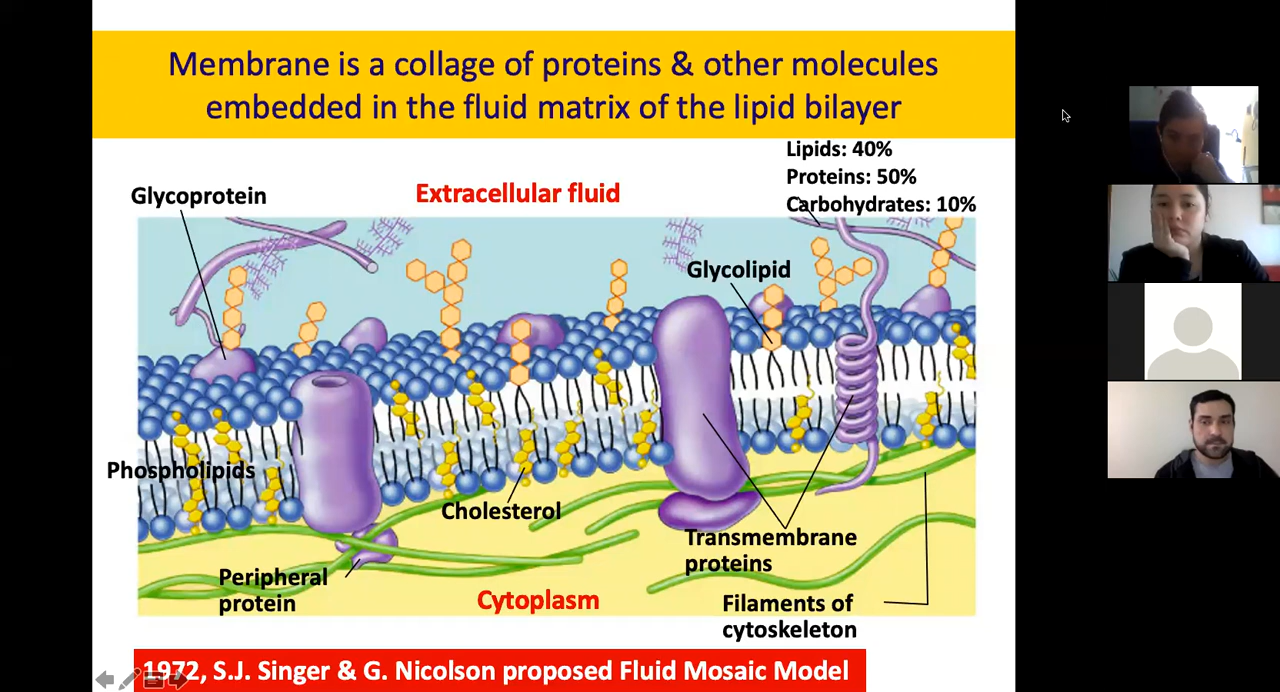 Membrane is a collage of proteins & other molecules
embedded in the fluid matrix of the lipid bilayer
Lipids: 40%
Proteins: 50%
Carbohydrates: 10%
Glycoprotein
Extracellular fluid
Glycolipid
Phospholipids
Cholesterol
Transmembrane
proteins
Peripheral
protein
Cytoplasm
Filaments of
cytoskeleton
1972, S.J. Singer & G. Nicolson proposed Fluid Mosaic Model